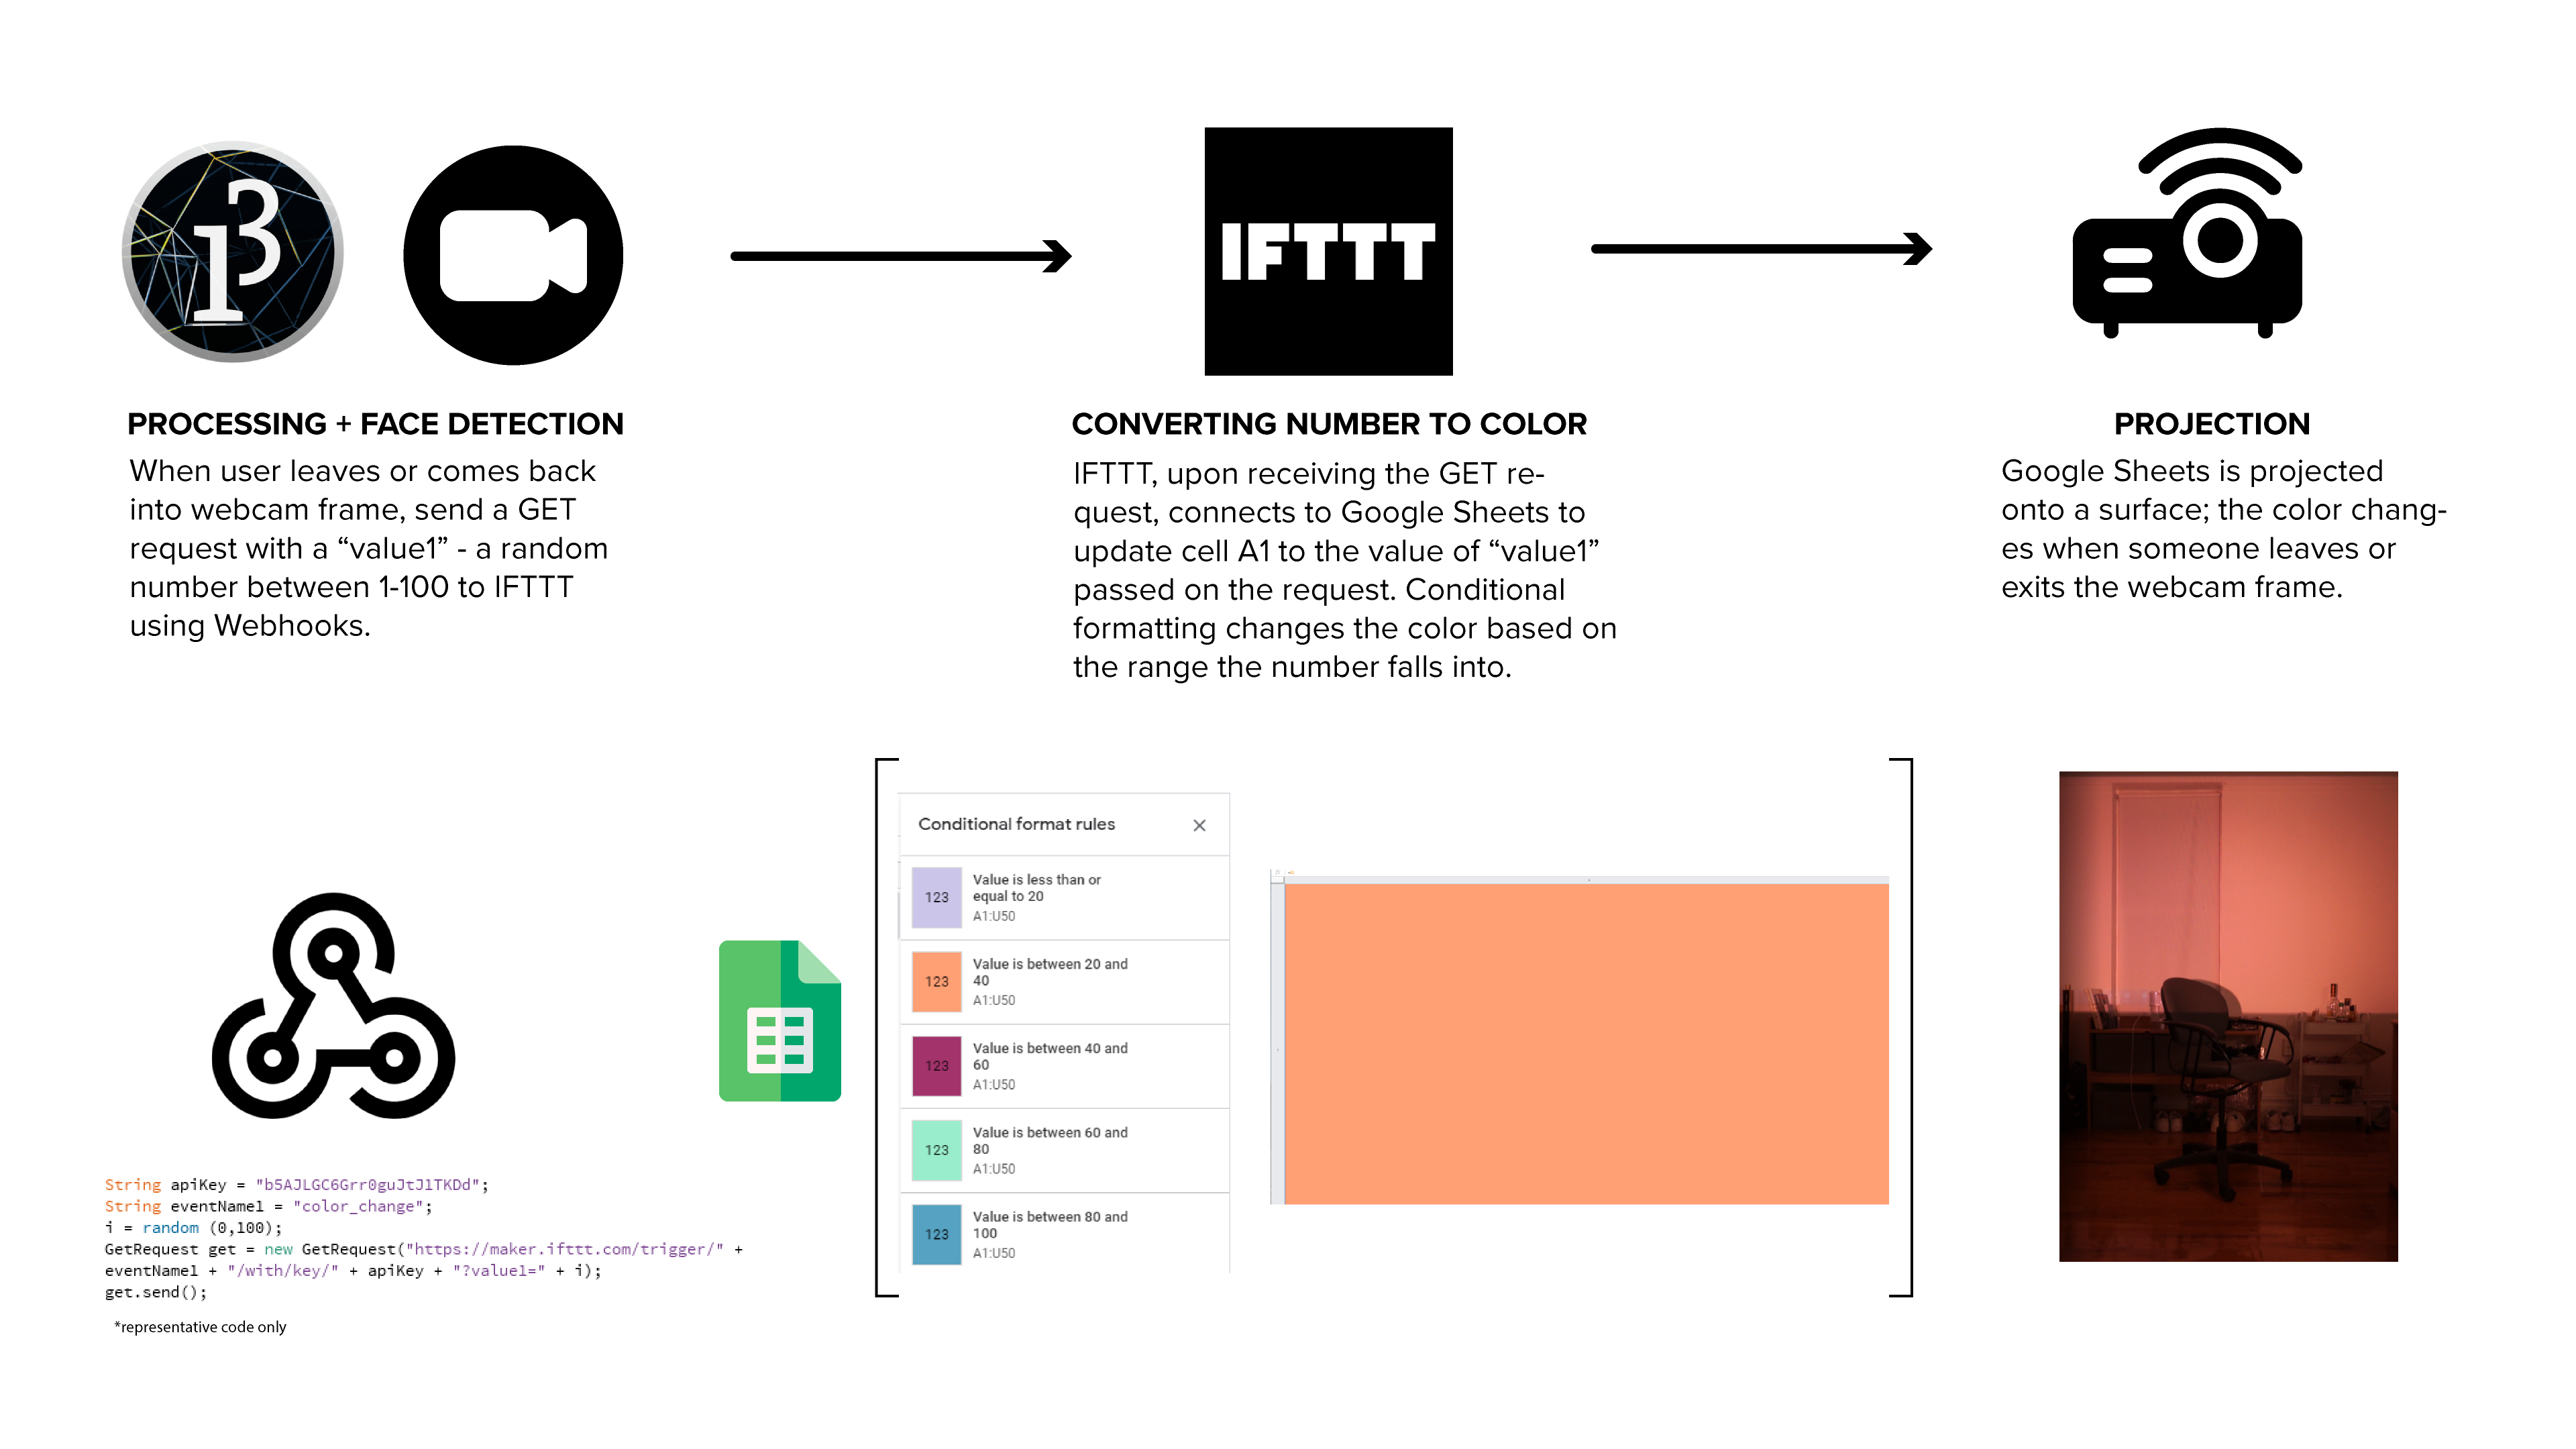 IFTTT
PROCESSING + FACE DETECTION
When user leaves or comes back
into webcam frame, send a GET
request with a “value1” - a random
number between 1-100 to IFTTT
using Webhooks.
CONVERTING NUMBER TO COLOR
IFTTT, upon receiving the GET re-
quest, connects to Google Sheets to
update cell A1 to the value of “value1”
passed on the request. Conditional
formatting changes the color based on
the range the number falls into.
PROJECTION
Google Sheets is projected
onto a surface; the color chang-
es when someone leaves or
exits the webcam frame.
String apiKey = "b5AJLGC6Grr0guJtJlTKDd";
String eventName1 = "color_change";
i = random (0,100);
GetRequest get = new GetRequest("https://maker.ifttt.com/trigger/" +
eventName1 + "/with/key/" + apiKey + "?value1=" + i);
get.send();
*representative code only
Conditional format rules
123
Value is less than or
equal to 20
A1:U50
123
Value is between 20 and
40
A1:U50
123
Value is between 40 and
60
A1:U50
123
Value is between 60 and
80
A1:U50
123
Value is between 80 and
100
A1:U50